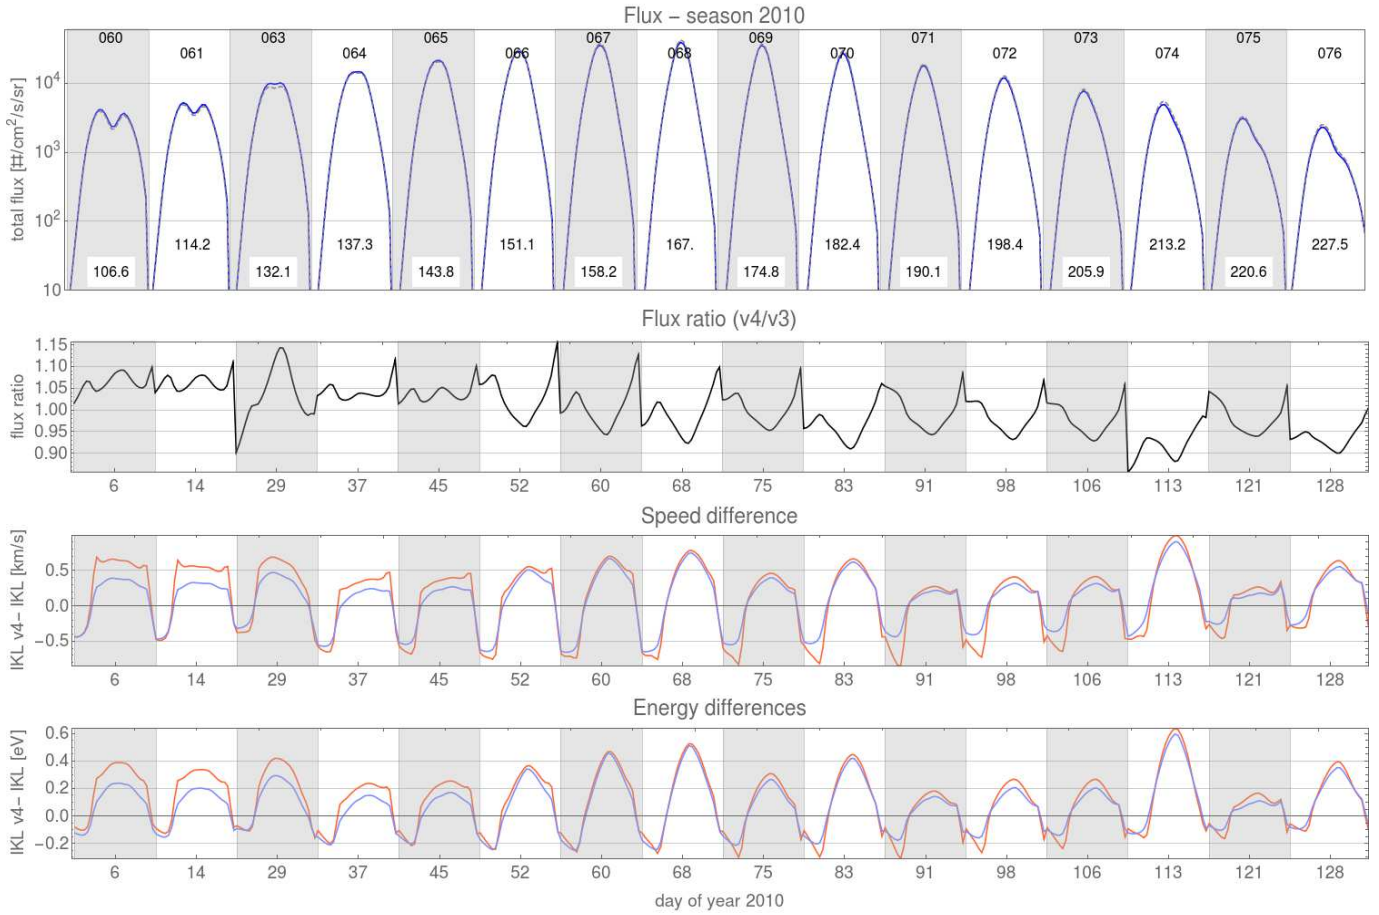 Flux – season 2010
060 061 063 064 065 066 067 068 069 070 071 072 073 074 075 076
total flux [#/cm²/s/sr]
10⁴
10³
10²
10
106.6 114.2 132.1 137.3 143.8 151.1 158.2 167. 174.8 182.4 190.1 198.4 205.9 213.2 220.6 227.5
Flux ratio (v4/v3)
flux ratio
1.15
1.10
1.05
1.00
0.95
0.90
6 14 29 37 45 52 60 68 75 83 91 98 106 113 121 128
Speed difference
IKL v4– IKL [km/s]
0.5
0.0
−0.5
6 14 29 37 45 52 60 68 75 83 91 98 106 113 121 128
Energy differences
IKL v4– IKL [eV]
0.6
0.4
0.2
0.0
−0.2
6 14 29 37 45 52 60 68 75 83 91 98 106 113 121 128
day of year 2010